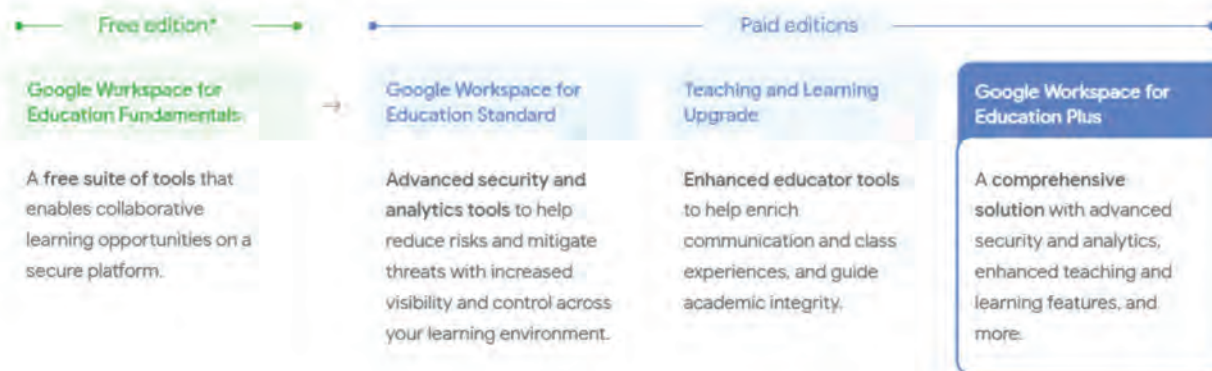 Free edition*
Paid editions
Google Workspace for
Education Fundamentals
→
Google Workspace for
Education Standard
Teaching and Learning
Upgrade
Google Workspace for
Education Plus
A free suite of tools that
enables collaborative
learning opportunities on a
secure platform.
Advanced security and
analytics tools to help
reduce risks and mitigate
threats with increased
visibility and control across
your learning environment.
Enhanced educator tools
to help enrich
communication and class
experiences, and guide
academic integrity.
A comprehensive
solution with advanced
security and analytics,
enhanced teaching and
learning features, and
more.